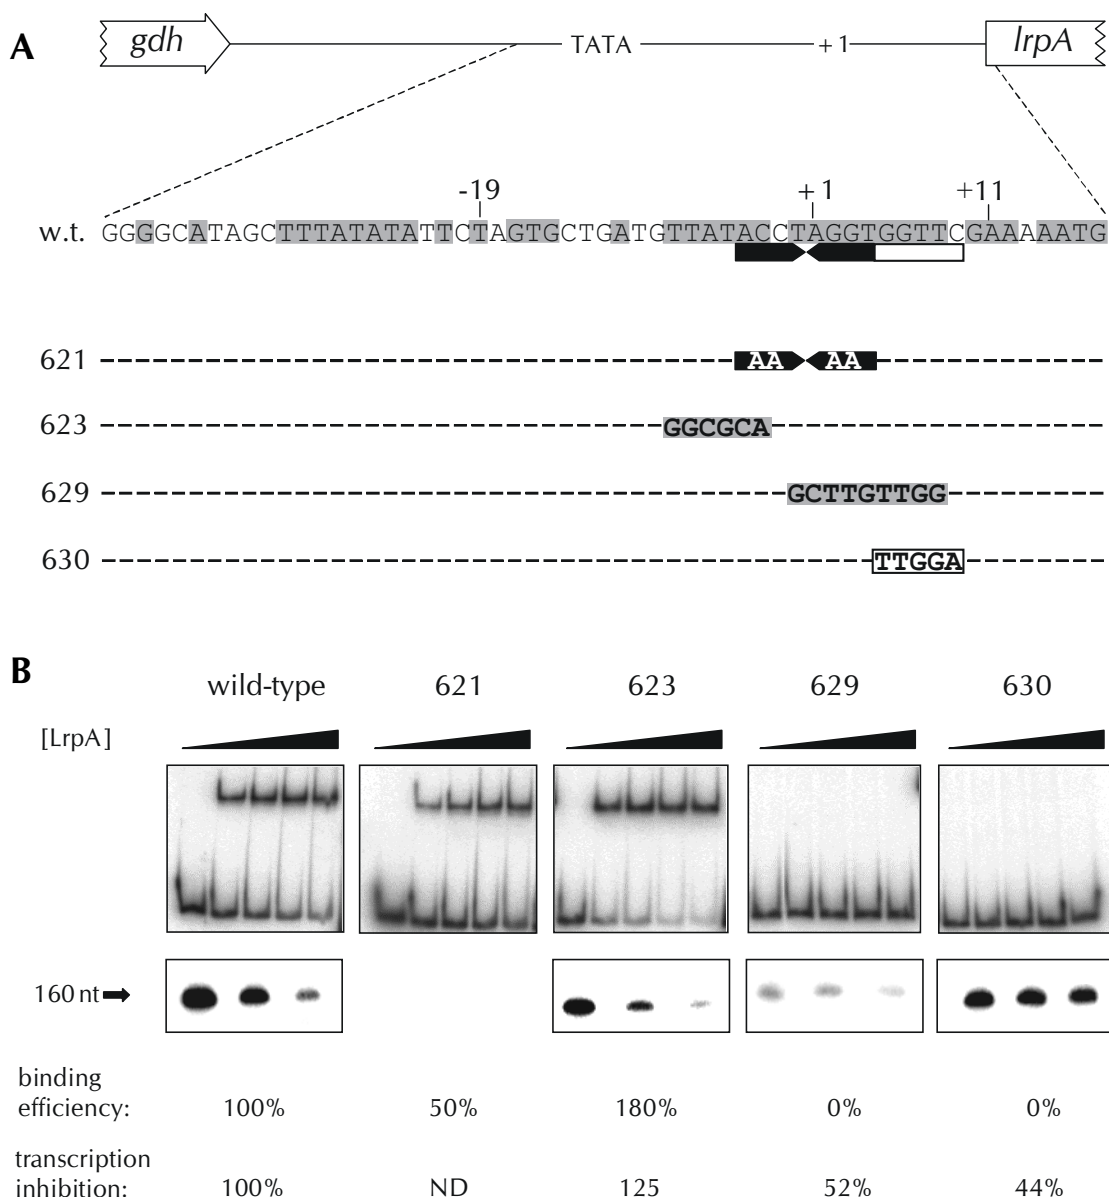 A
gdh
TATA
+1
lrpA
-19
+1
+11
w.t. GGGGCATAGCTTTATATATTCTAGTGCTGATGTTATACCTAGGTGGTTCGAAAAATG
621 AA AA
623 GGCGCA
629 GCTTGTTGG
630 TTGGA
B
wild-type 621 623 629 630
[LrpA]
160 nt
binding
efficiency: 100% 50% 180% 0% 0%
transcription
inhibition: 100% ND 125 52% 44%